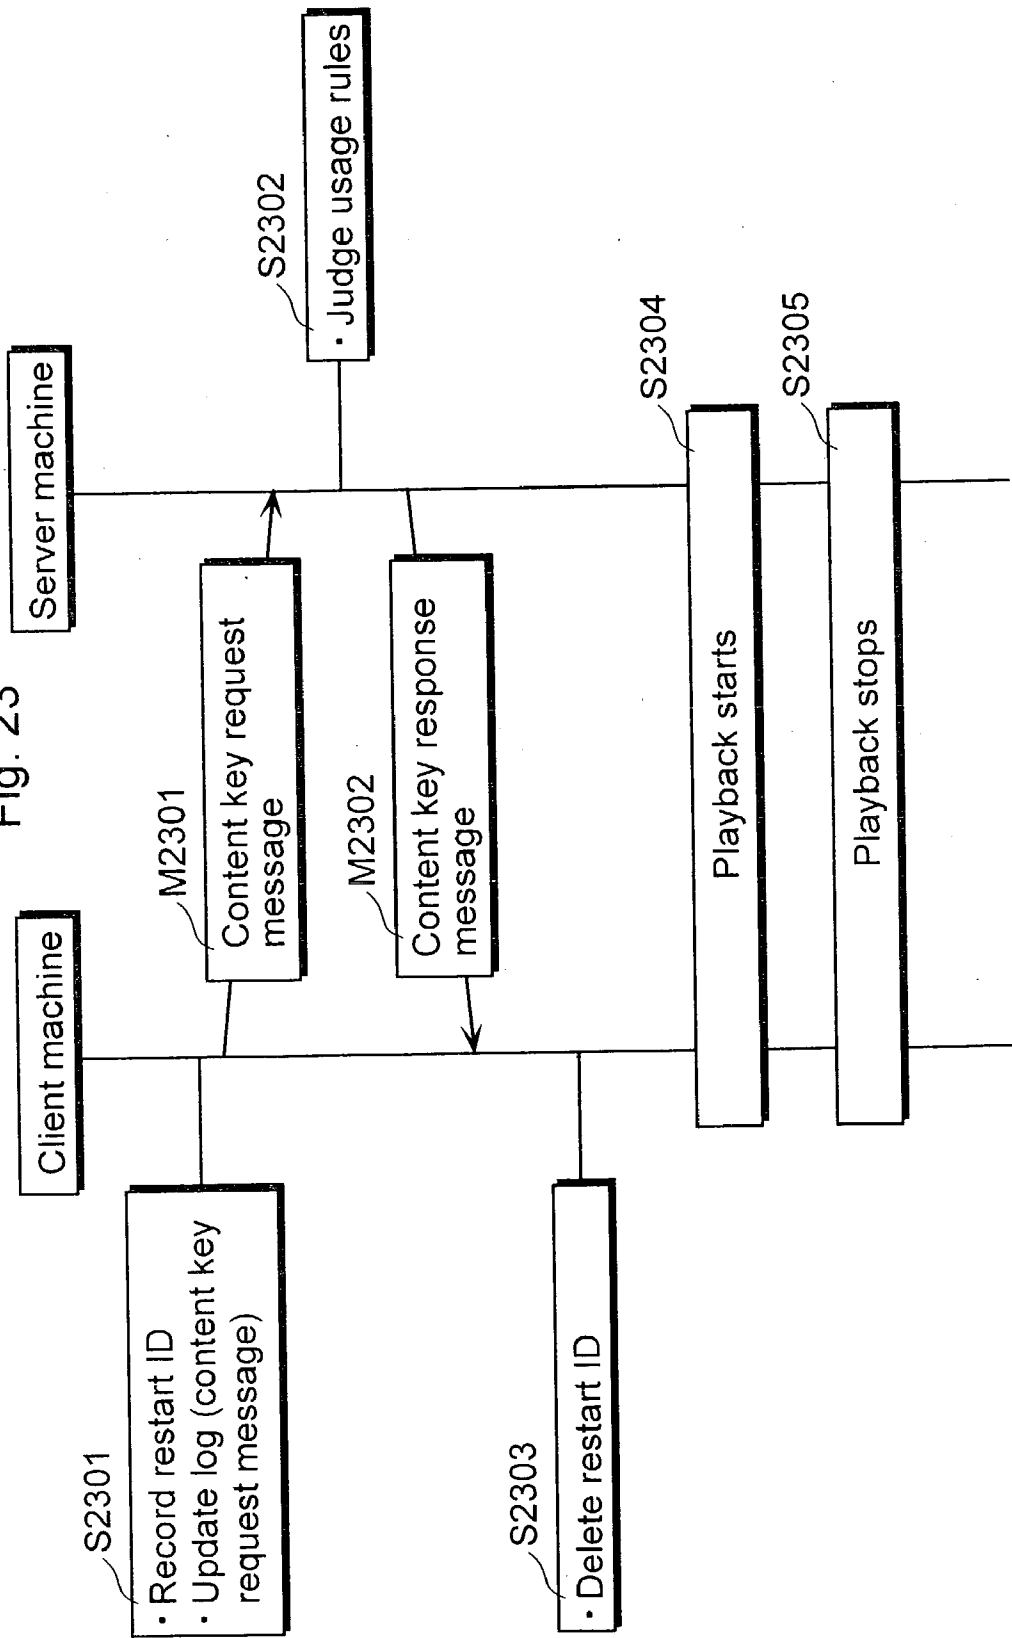 Fig. 23
Client machine
Server machine
S2301
・Record restart ID
・Update log (content key
request message)
M2301
Content key request
message
S2302
・Judge usage rules
M2302
Content key response
message
S2303
・Delete restart ID
S2304
Playback starts
S2305
Playback stops